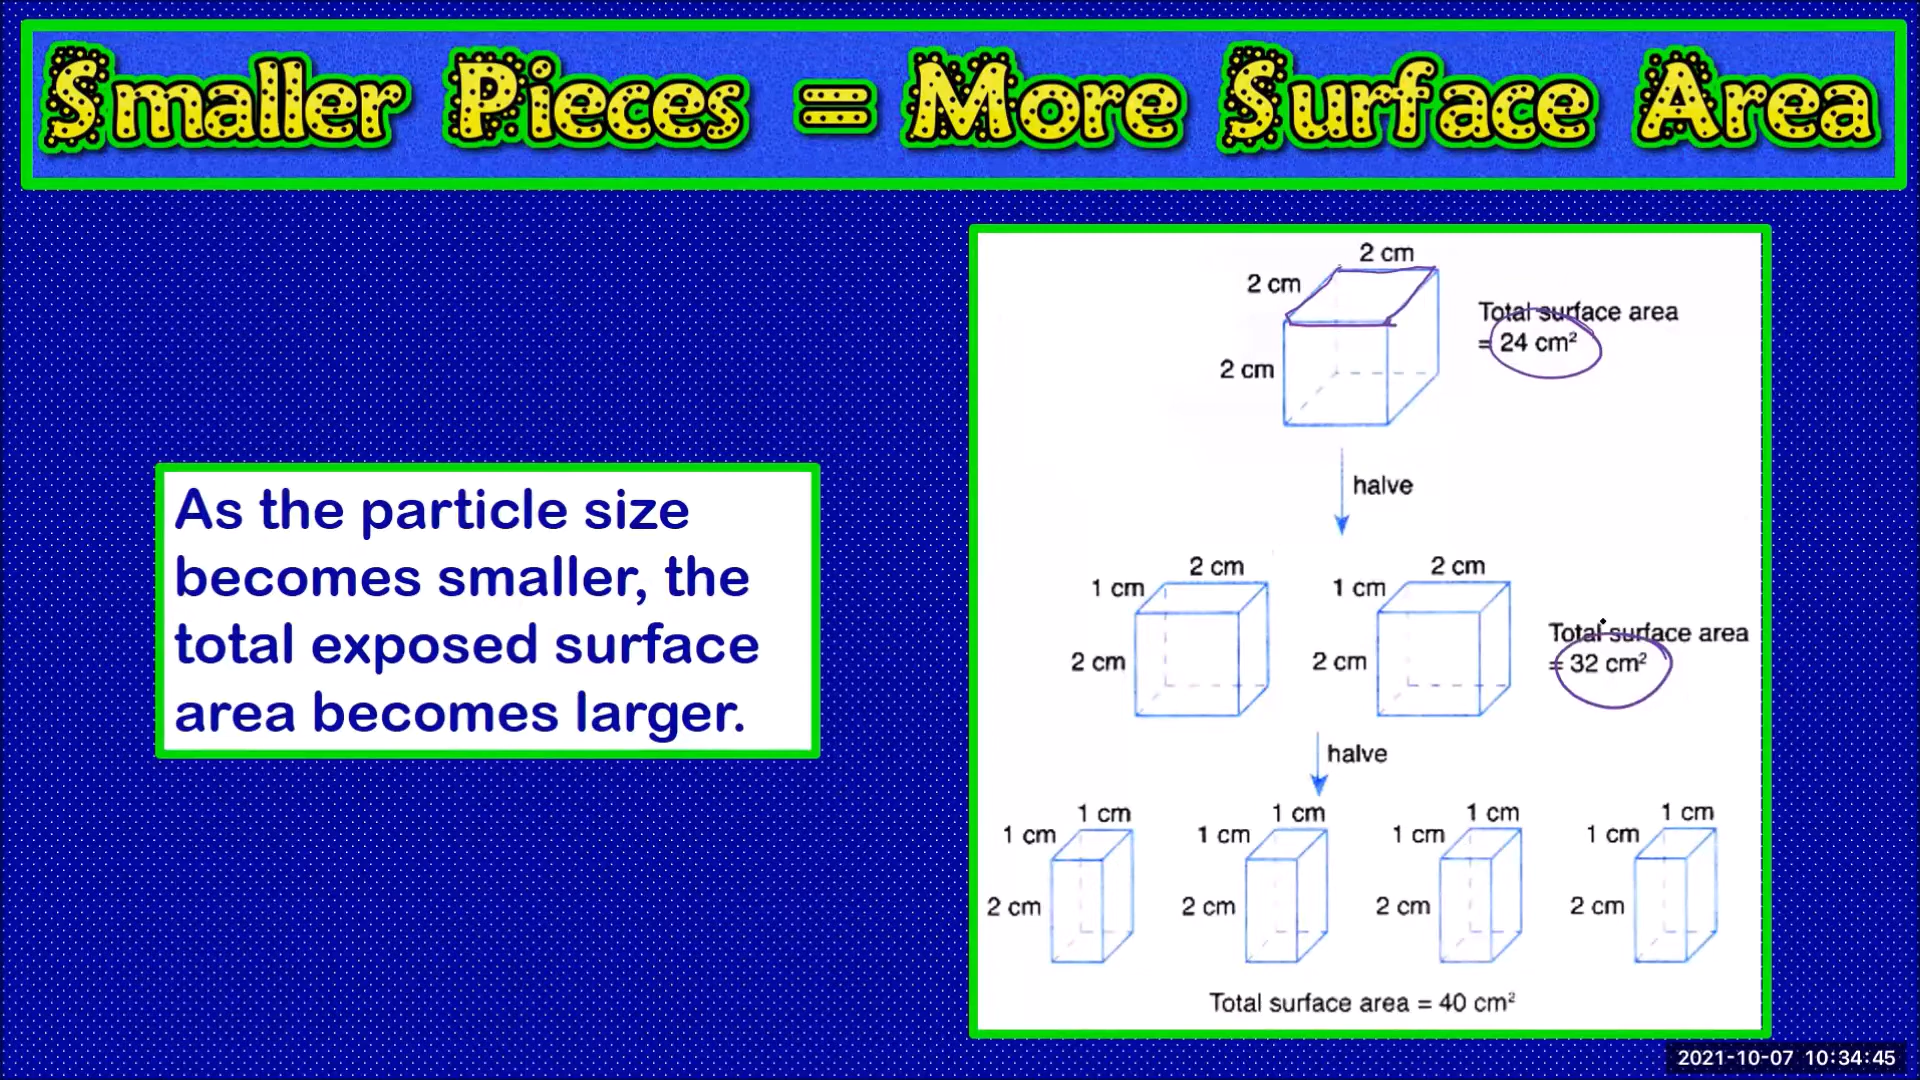 Smaller Pieces = More Surface Area
As the particle size
becomes smaller, the
total exposed surface
area becomes larger.
2 cm
2 cm
2 cm
Total surface area
= 24 cm²
halve
2 cm
1 cm
2 cm
2 cm
1 cm
2 cm
Total surface area
= 32 cm²
halve
1 cm
1 cm
2 cm
1 cm
1 cm
2 cm
1 cm
1 cm
2 cm
1 cm
1 cm
2 cm
Total surface area = 40 cm²
2021-10-07 10:34:45